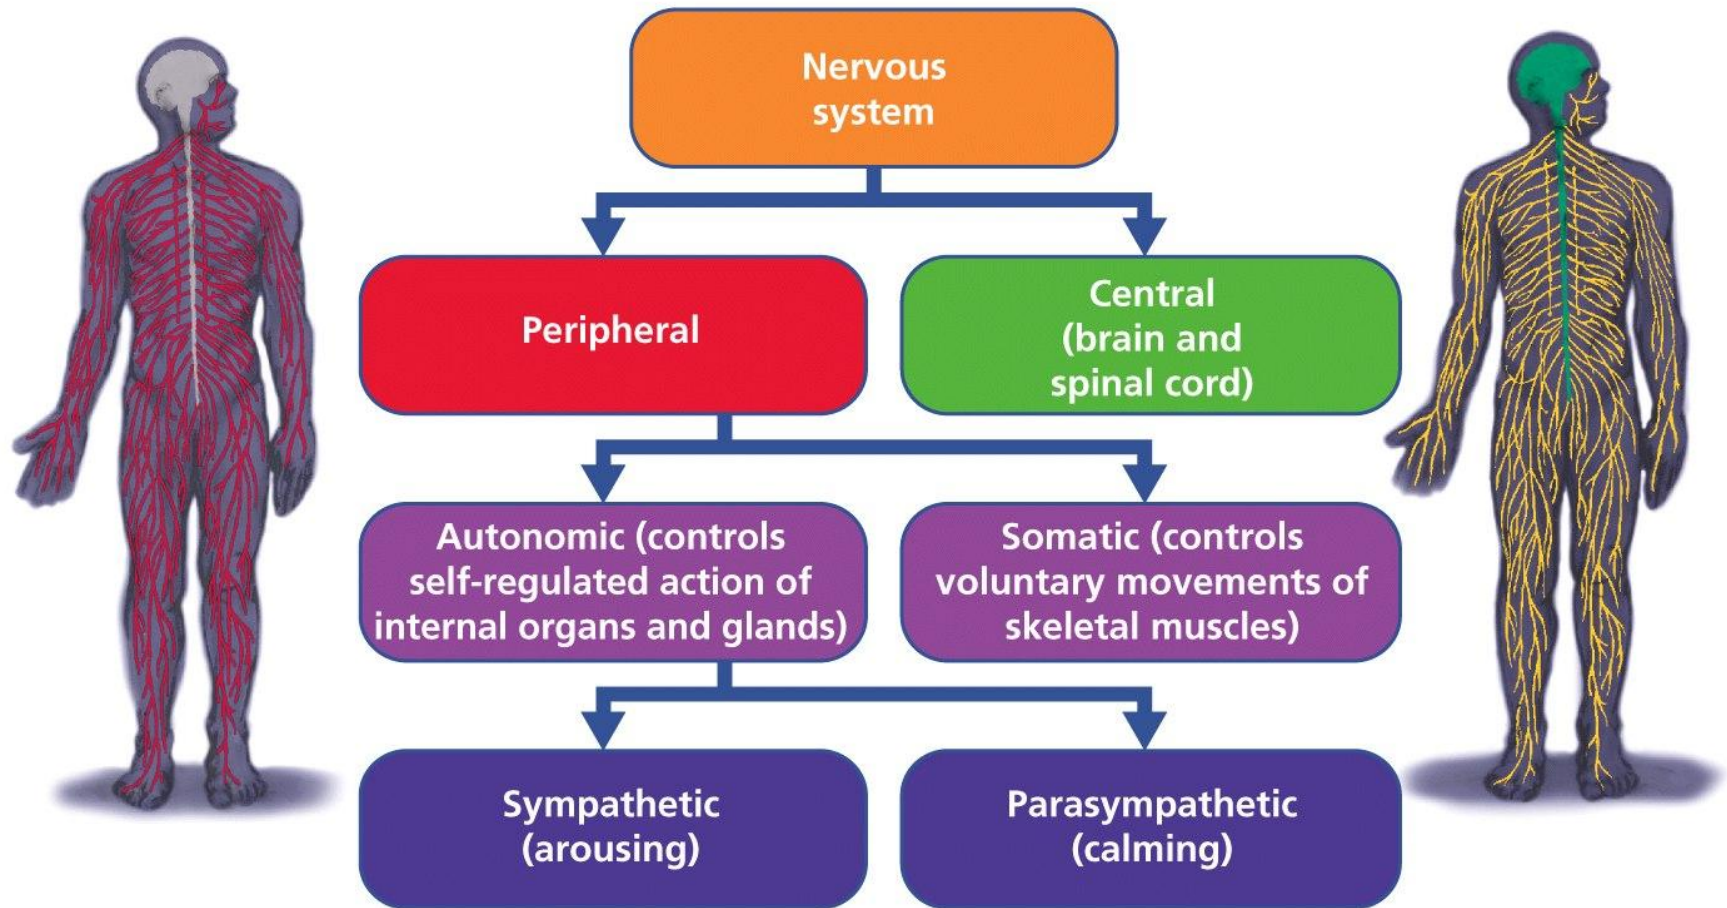 Nervous
system
Peripheral
Central
(brain and
spinal cord)
Autonomic (controls
self-regulated action of
internal organs and glands)
Somatic (controls
voluntary movements of
skeletal muscles)
Sympathetic
(arousing)
Parasympathetic
(calming)